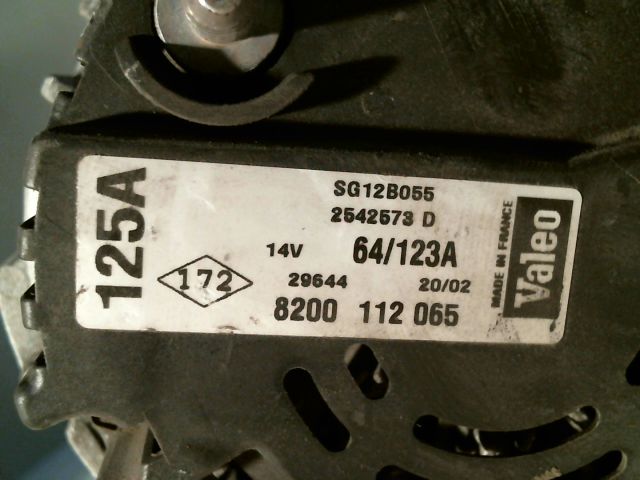 125A
SG12B055
2542573 D
14V 64/123A
172
29644 20/02
8200 112 065
MADE IN FRANCE
Valeo